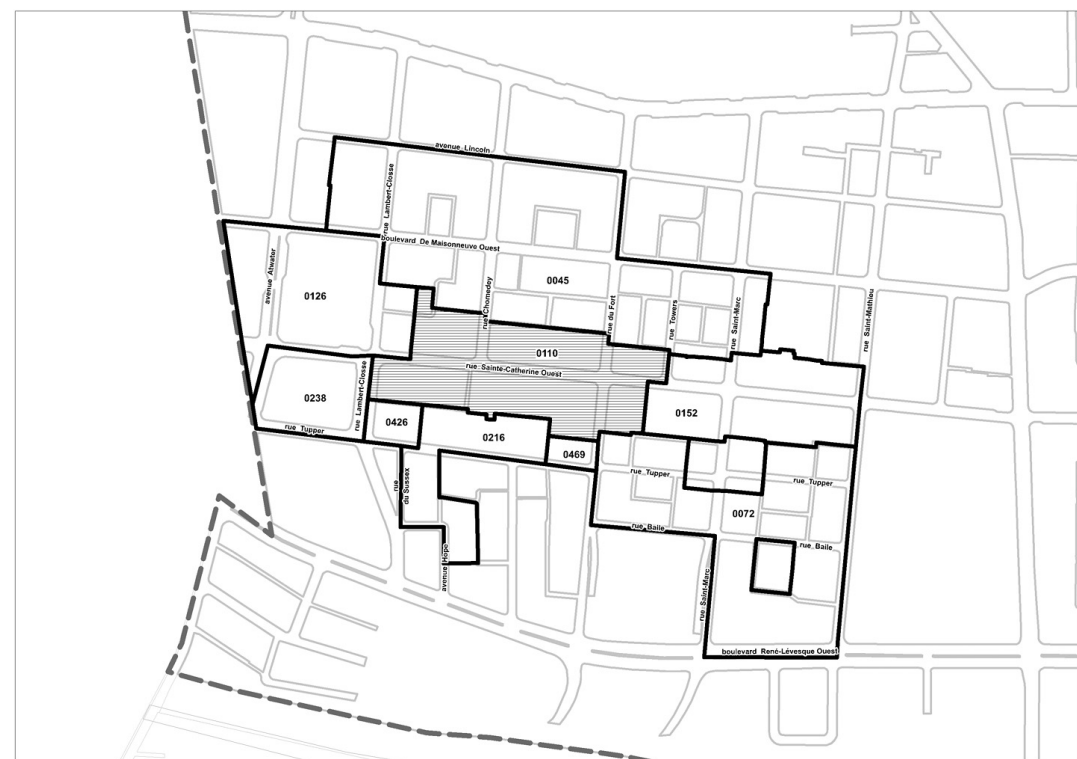 avenue Lincoln
rue Lambert-Closse
boulevard De Maisonneuve Ouest
avenue Atwater
rue Chomedey
0045
0126
rue du Fort
rue Towers
rue Saint-Marc
rue Saint-Mathieu
0110
rue Sainte-Catherine Ouest
rue Lambert-Closse
0238
0426
0216
0152
rue Tupper
0469
rue Tupper
rue Tupper
rue
du Sussex
0072
rue Baile
rue Baile
avenue Hope
rue Saint-Marc
boulevard René-Lévesque Ouest